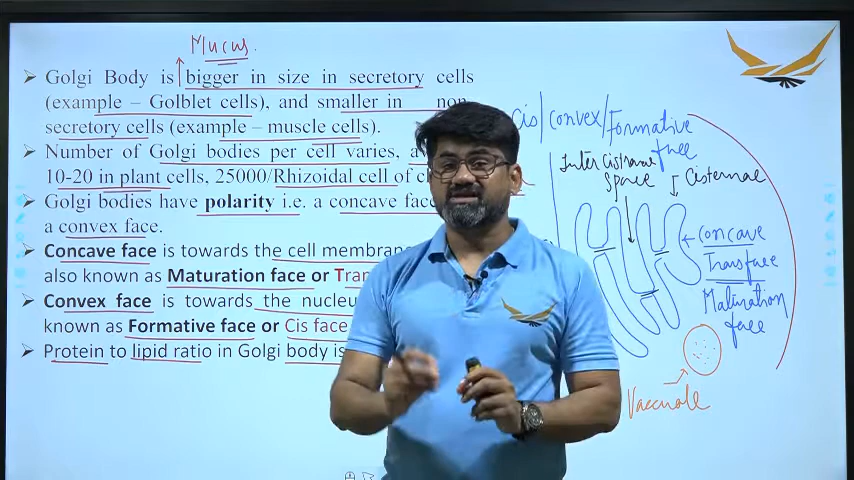 Mucus.
Golgi Body is bigger in size in secretory cells
(example – Golblet cells), and smaller in non
secretory cells (example – muscle cells).
Number of Golgi bodies per cell varies,
10-20 in plant cells, 25000/Rhizoidal cell of
Golgi bodies have polarity i.e. a concave face
a convex face.
Concave face is towards the cell
also known as Maturation face or
Convex face is towards the
known as Formative face or Cis face
Protein to lipid ratio in Golgi body is
cis/convex/Formative
face
Inter Cisternae
Space
Cisternae
concave
Trans face
Maturation
face
Vacuole